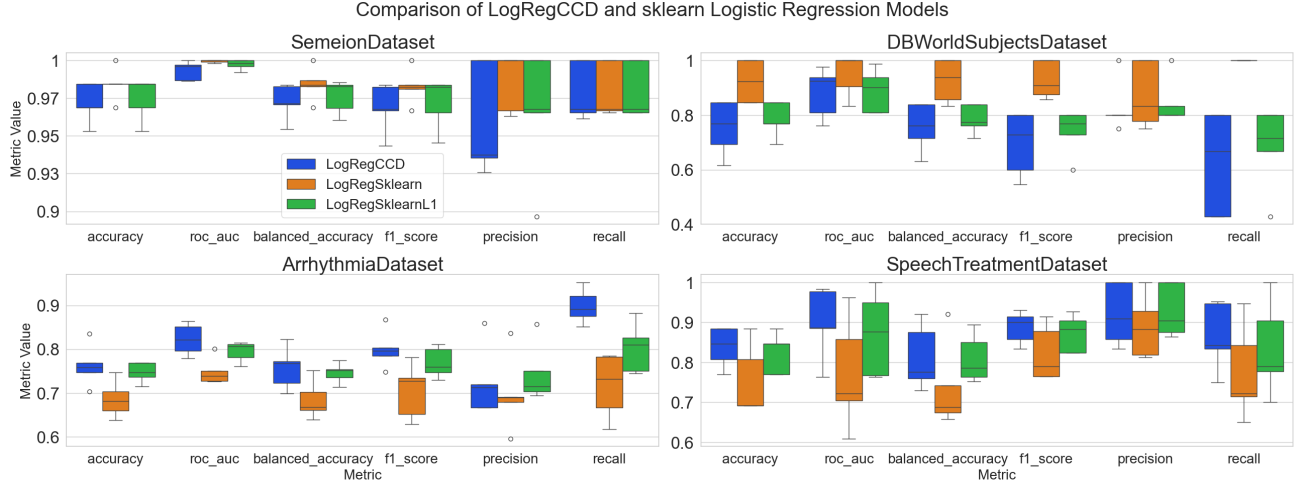 Comparison of LogRegCCD and sklearn Logistic Regression Models
SemeionDataset
Metric Value
1
0.97
0.95
0.93
0.9
LogRegCCD
LogRegSklearn
LogRegSklearnL1
accuracy roc_auc balanced_accuracy f1_score precision recall
DBWorldSubjectsDataset
1
0.8
0.6
0.4
accuracy roc_auc balanced_accuracy f1_score precision recall
ArrhythmiaDataset
Metric Value
0.9
0.8
0.7
0.6
accuracy roc_auc balanced_accuracy f1_score precision recall
Metric
SpeechTreatmentDataset
1
0.9
0.8
0.7
0.6
accuracy roc_auc balanced_accuracy f1_score precision recall
Metric